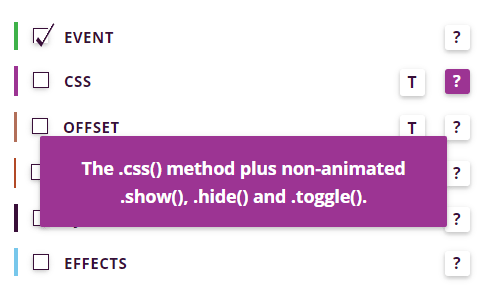 EVENT ?
CSS T ?
OFFSET T ?
The .css() method plus non-animated
.show(), .hide() and .toggle().
?
?
EFFECTS ?